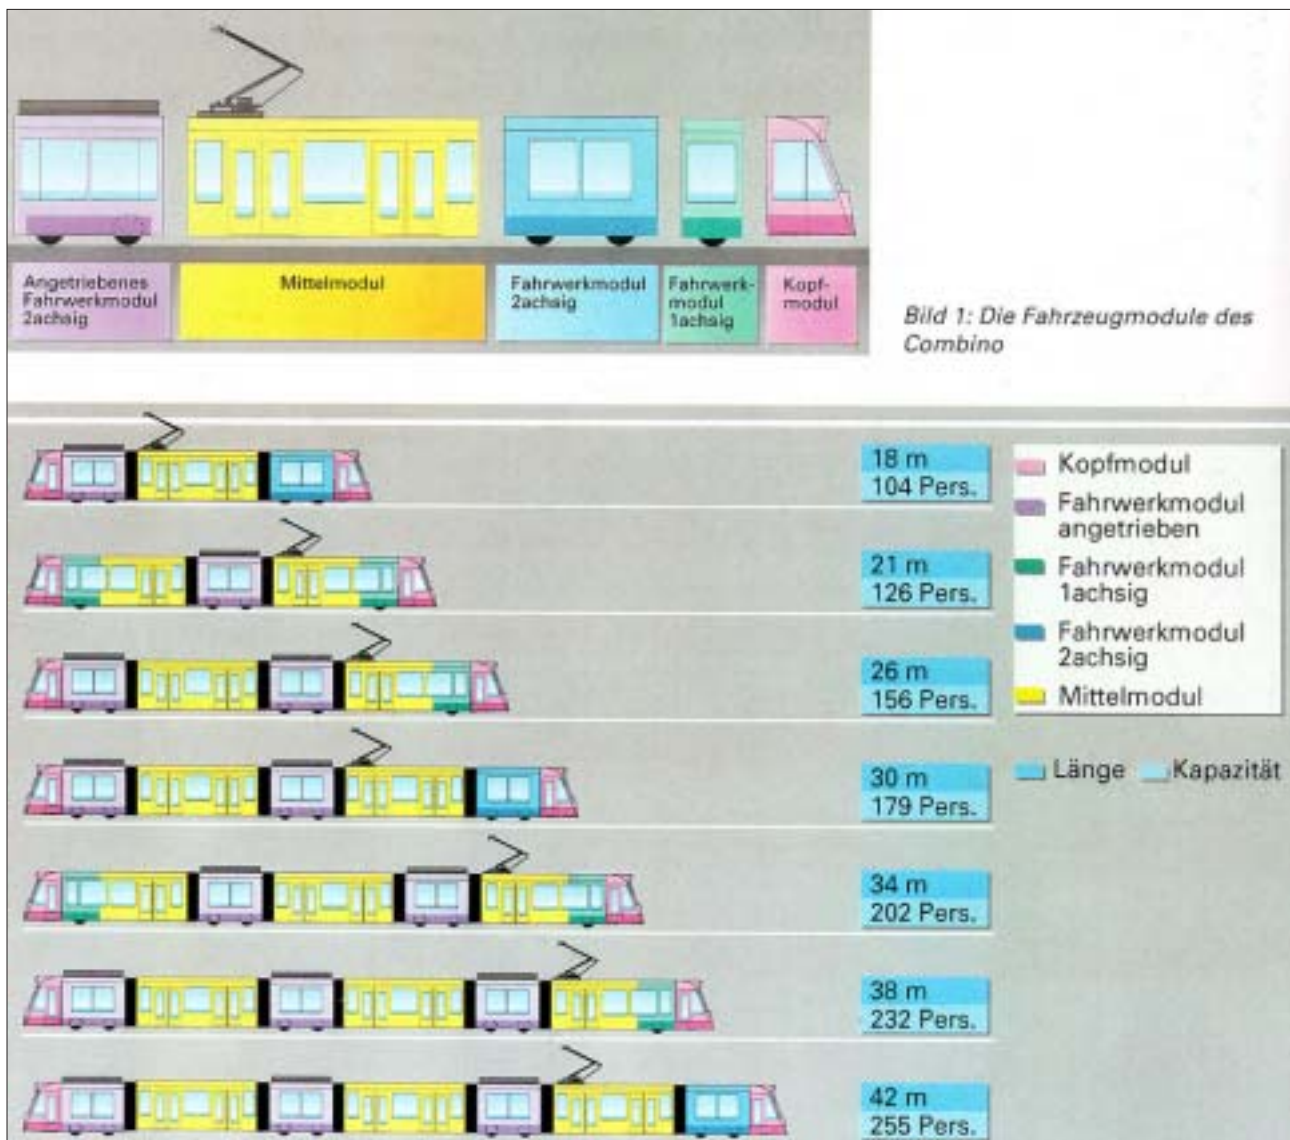 Angetriebenes
Fahrwerkmodul
2achsig
Mittelmodul
Fahrwerkmodul
2achsig
Fahrwerk-
modul
1achsig
Kopf-
modul
Bild 1: Die Fahrzeugmodule des
Combino
18 m
104 Pers.
21 m
126 Pers.
26 m
156 Pers.
30 m
179 Pers.
34 m
202 Pers.
38 m
232 Pers.
42 m
255 Pers.
Kopfmodul
Fahrwerkmodul
angetrieben
Fahrwerkmodul
1achsig
Fahrwerkmodul
2achsig
Mittelmodul
Länge Kapazität